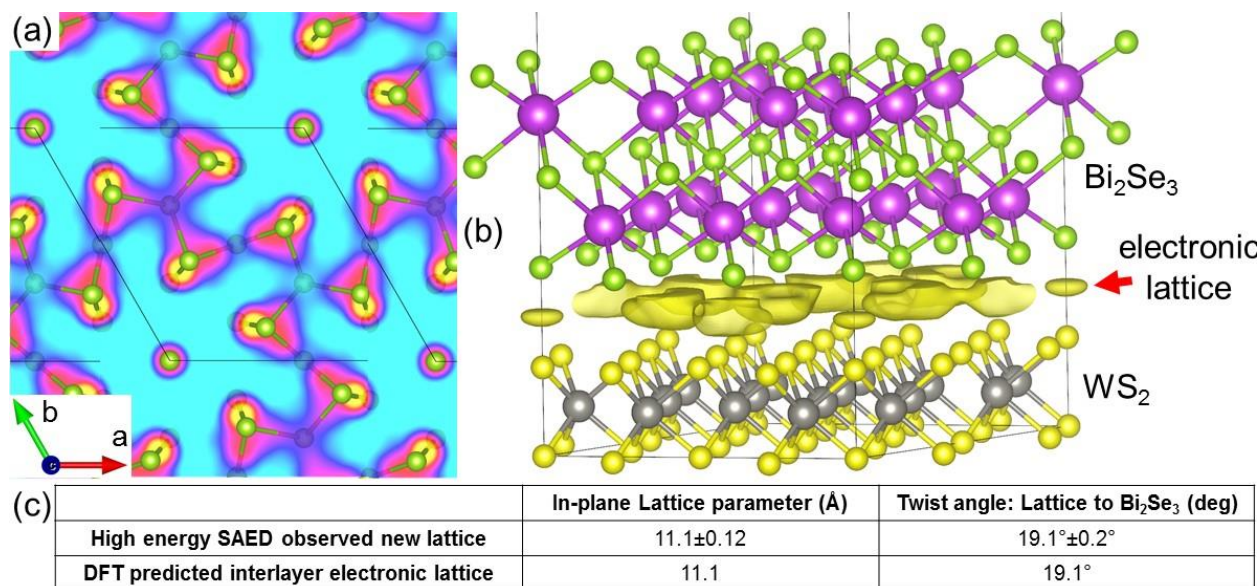 (a)
b
a
c
(b)
Bi₂Se₃
electronic
lattice
WS₂
(c)
In-plane Lattice parameter (Å) Twist angle: Lattice to Bi₂Se₃ (deg)
High energy SAED observed new lattice 11.1±0.12 19.1°±0.2°
DFT predicted interlayer electronic lattice 11.1 19.1°